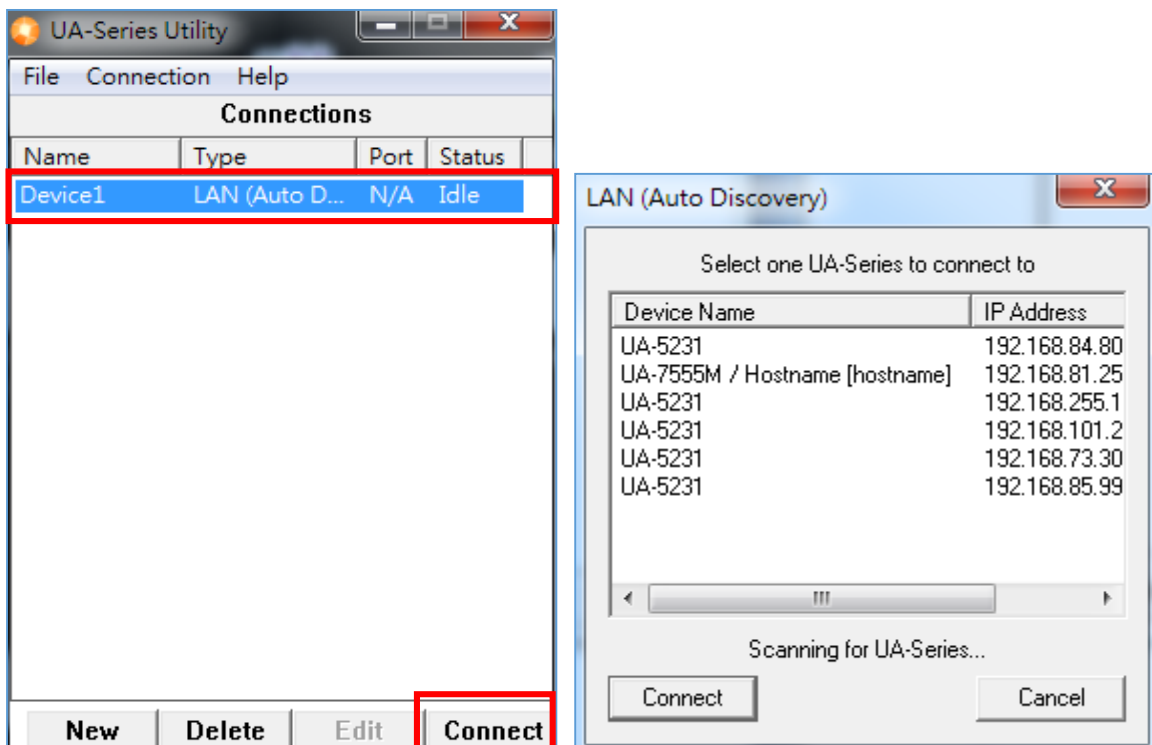 UA-Series Utility
File Connection Help
Connections
Name Type Port Status
Device1 LAN (Auto D... N/A Idle
New Delete Edit Connect
LAN (Auto Discovery)
Select one UA-Series to connect to
Device Name IP Address
UA-5231 192.168.84.80
UA-7555M / Hostname [hostname] 192.168.81.25
UA-5231 192.168.255.1
UA-5231 192.168.101.2
UA-5231 192.168.73.30
UA-5231 192.168.85.99
Scanning for UA-Series...
Connect Cancel